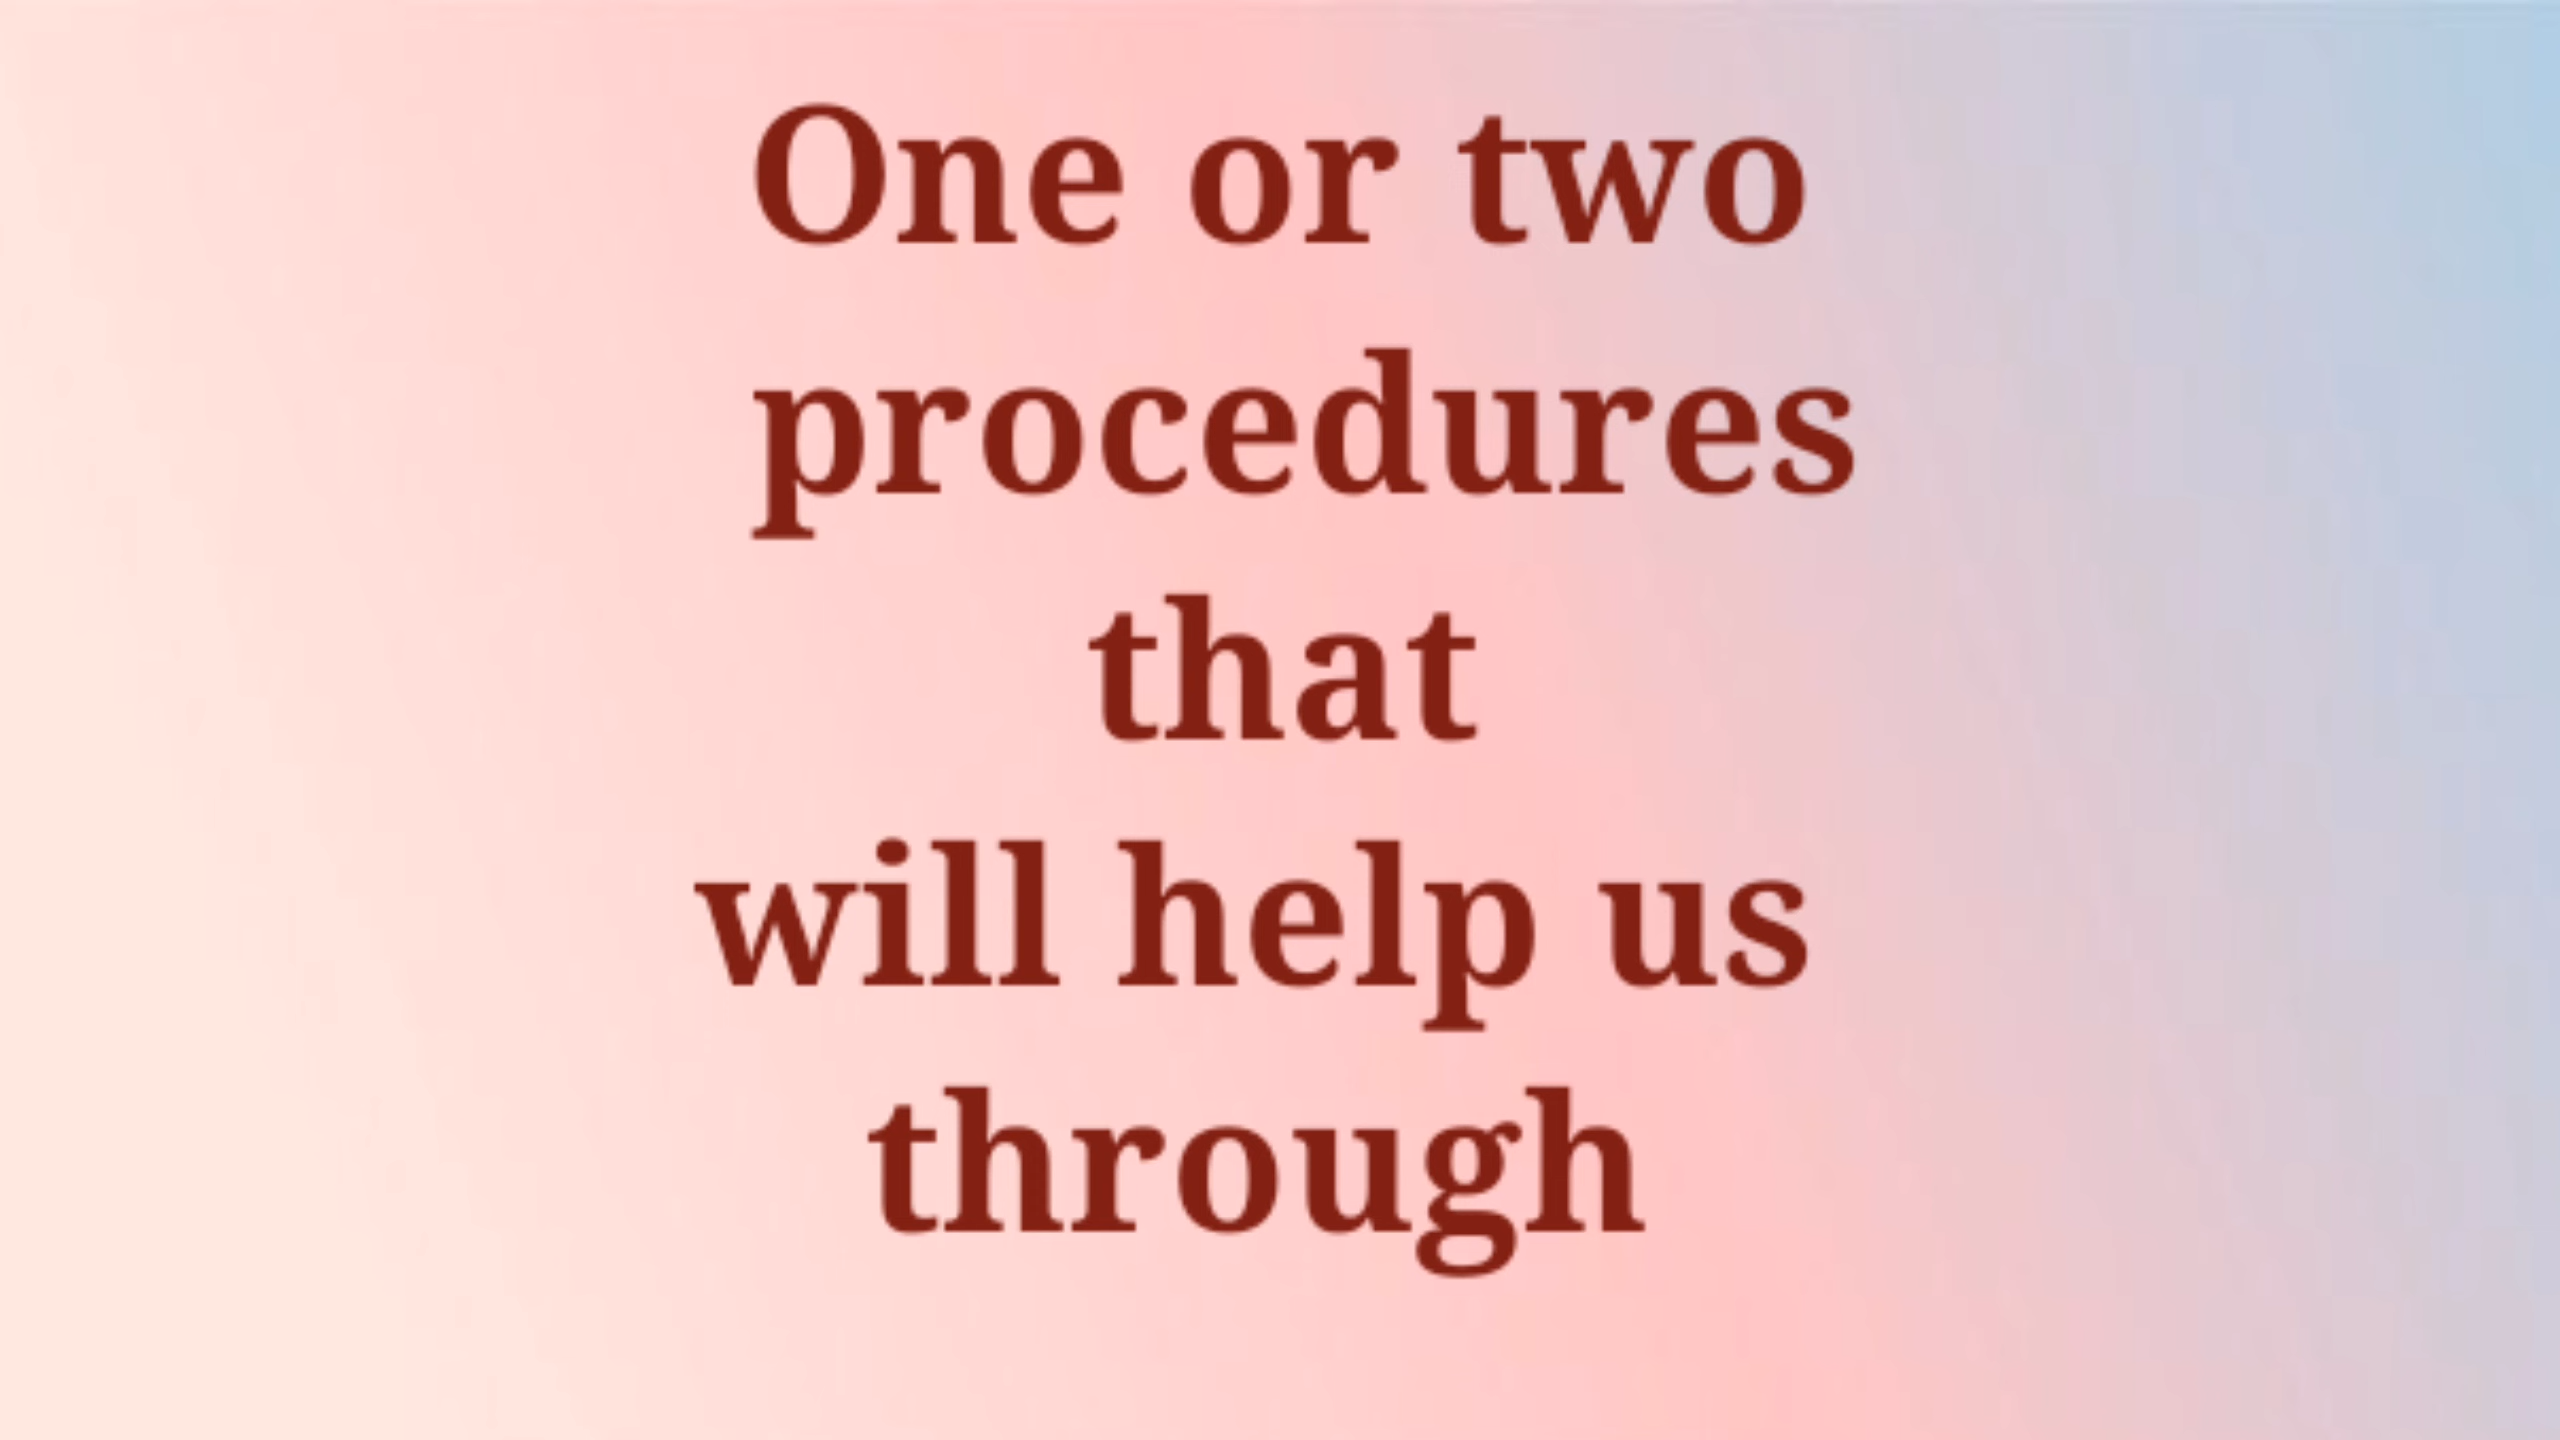 One or two
procedures
that
will help us
through